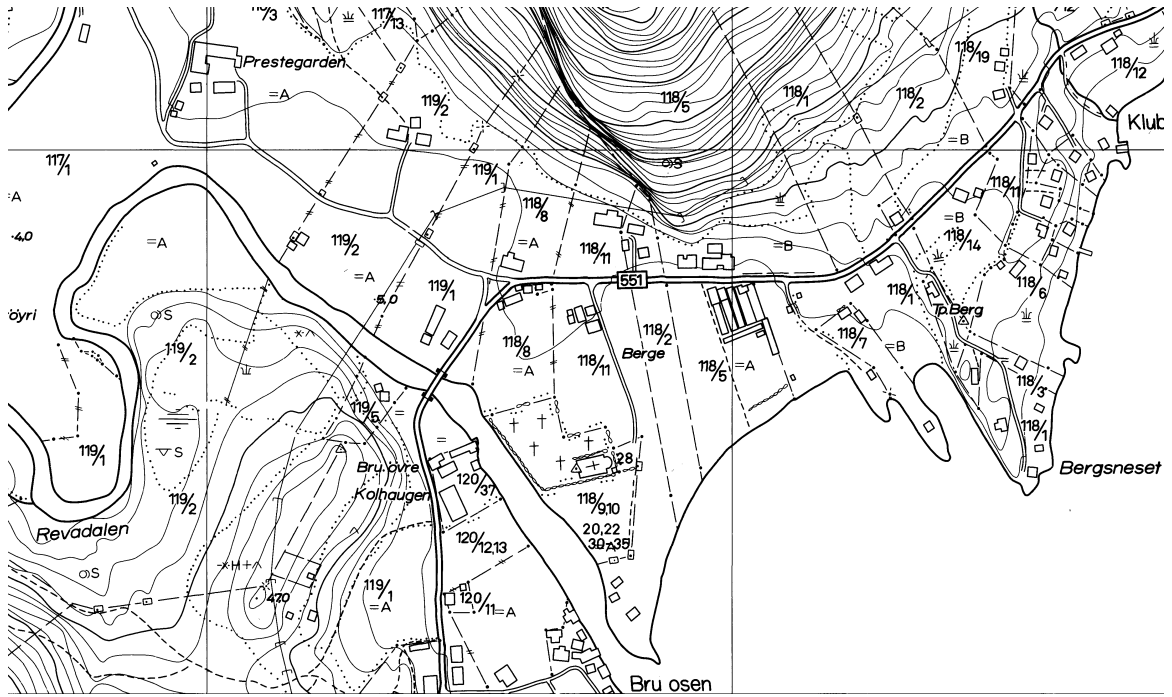 118/3
117/13
118/19
118/12
Prestegarden
=A
119/2
118/5
118/1
118/2
Klub
=B
117/1
S
119/1
118/11
=A
118/8
=B
118/14
4,0
119/2
=A
118/11
=B
=A
551
5,0
119/1
118/1
118/6
öyri
S
Tp.Berg
119/2
118/8
118/2
118/7
118/11
Berge
=B
=A
118/5
=A
118/3
119/5
118/1
119/1
S
Bru övre
28
Bergsneset
120/37
Kolhaugen
119/2
118/9,10
Revadalen
20,22
120/12,13
30-35
A
S
H
47,0
119/1
=A
120/11
=A
Bru osen